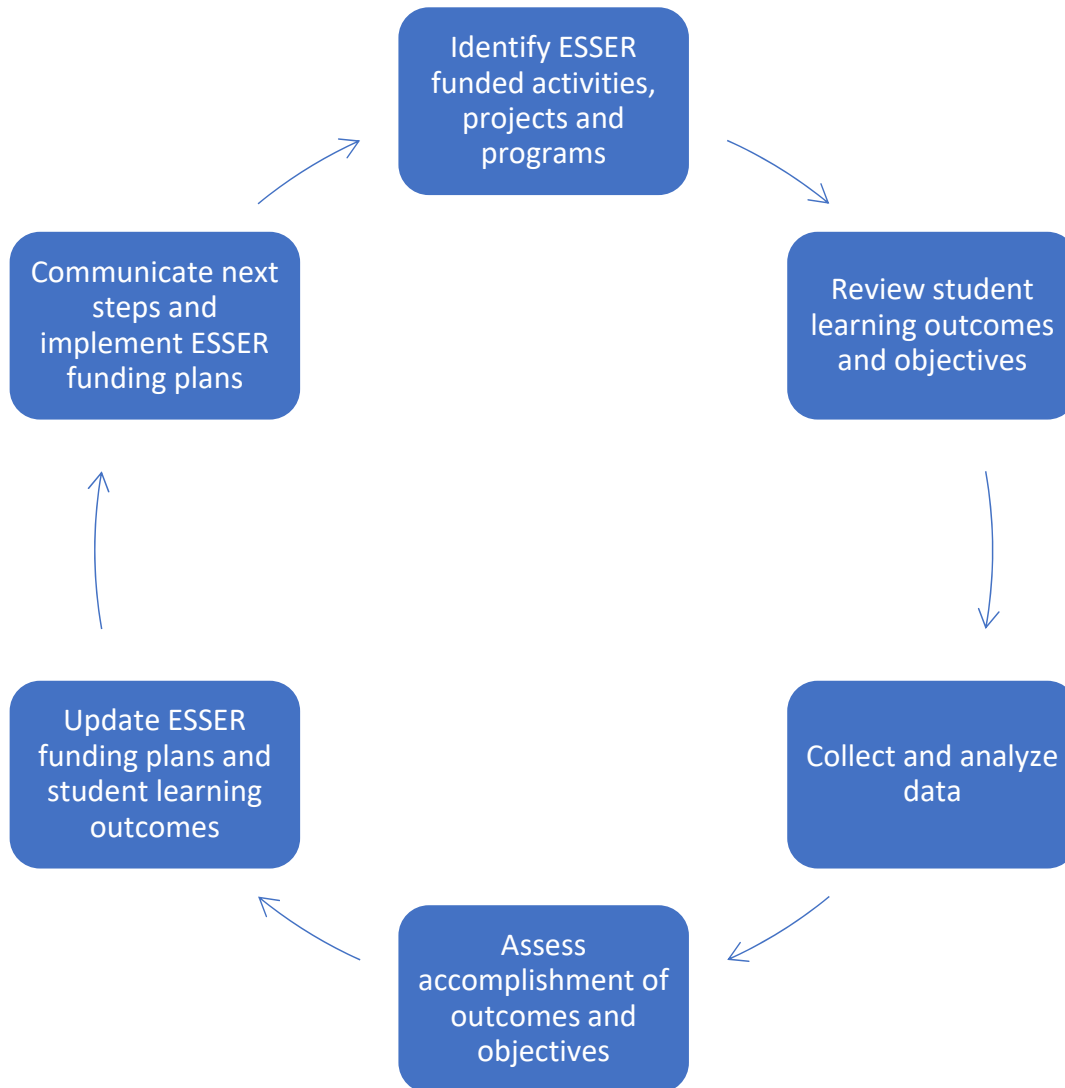 Identify ESSER
funded activities,
projects and
programs
Review student
learning outcomes
and objectives
Collect and analyze
data
Assess
accomplishment of
outcomes and
objectives
Update ESSER
funding plans and
student learning
outcomes
Communicate next
steps and
implement ESSER
funding plans